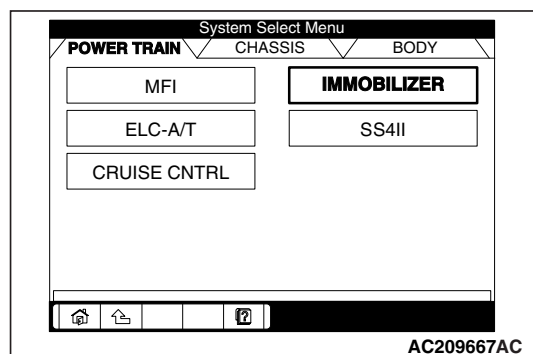 System Select Menu
POWER TRAIN CHASSIS BODY
MFI IMMOBILIZER
ELC-A/T SS4II
CRUISE CNTRL
?
AC209667AC